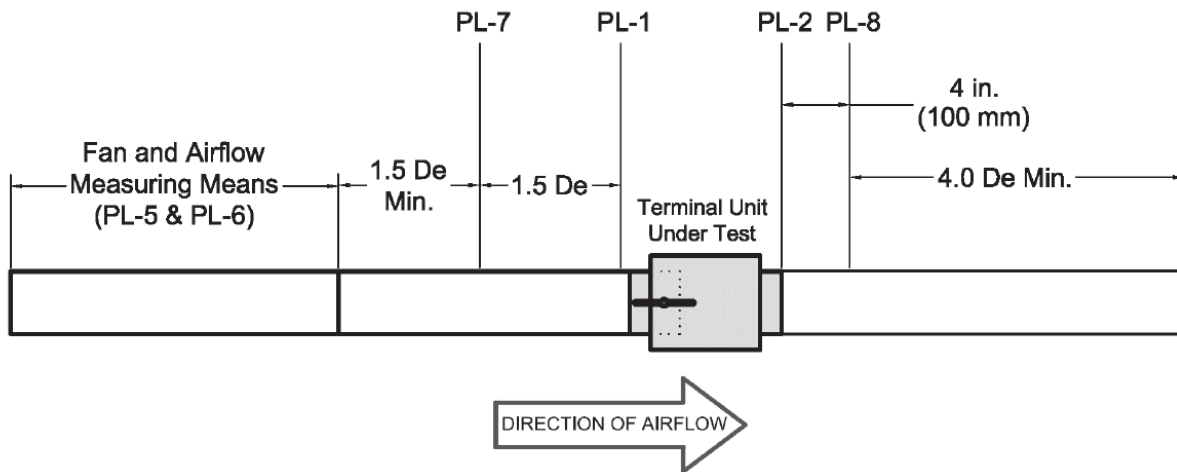 PL-7
PL-1
PL-2
PL-8
4 in.
(100 mm)
Fan and Airflow
Measuring Means
(PL-5 & PL-6)
1.5 De
Min.
1.5 De
4.0 De Min.
Terminal Unit
Under Test
DIRECTION OF AIRFLOW